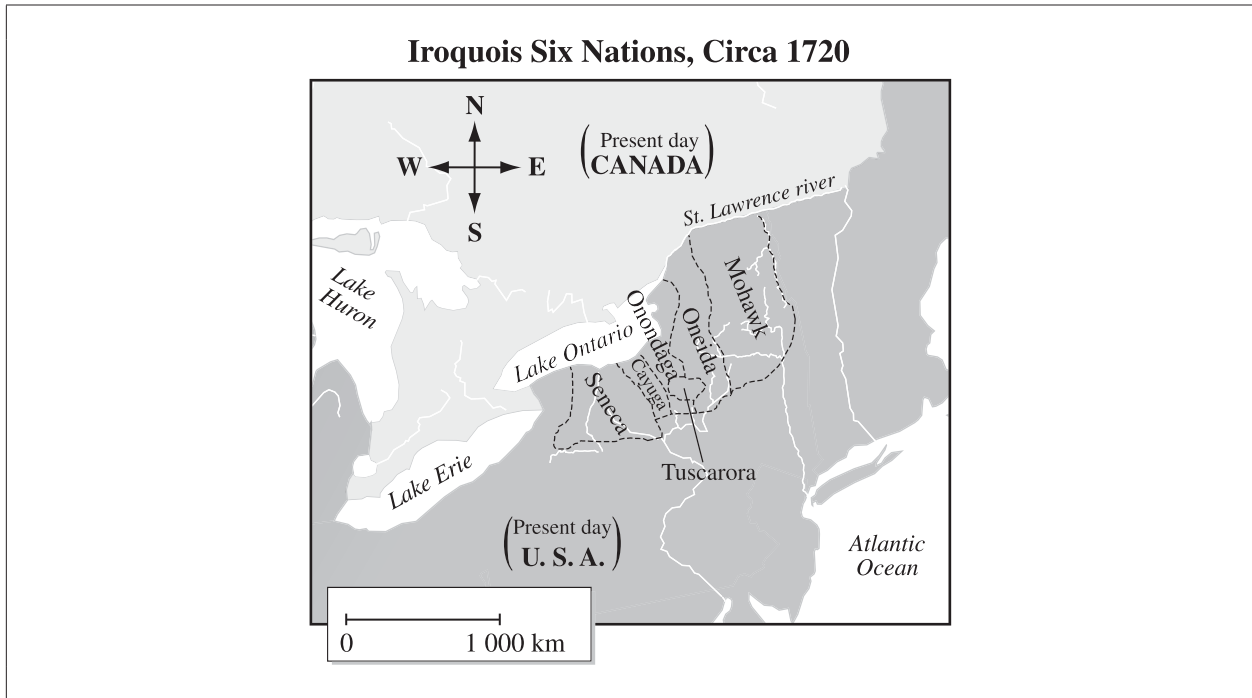 Iroquois Six Nations, Circa 1720
N
W
E
S
(Present day
CANADA)
St. Lawrence river
Lake
Huron
Mohawk
Onondaga
Oneida
Lake Ontario
Cayuga
Seneca
Tuscarora
Lake Erie
(Present day
U. S. A.)
Atlantic
Ocean
0
1 000 km